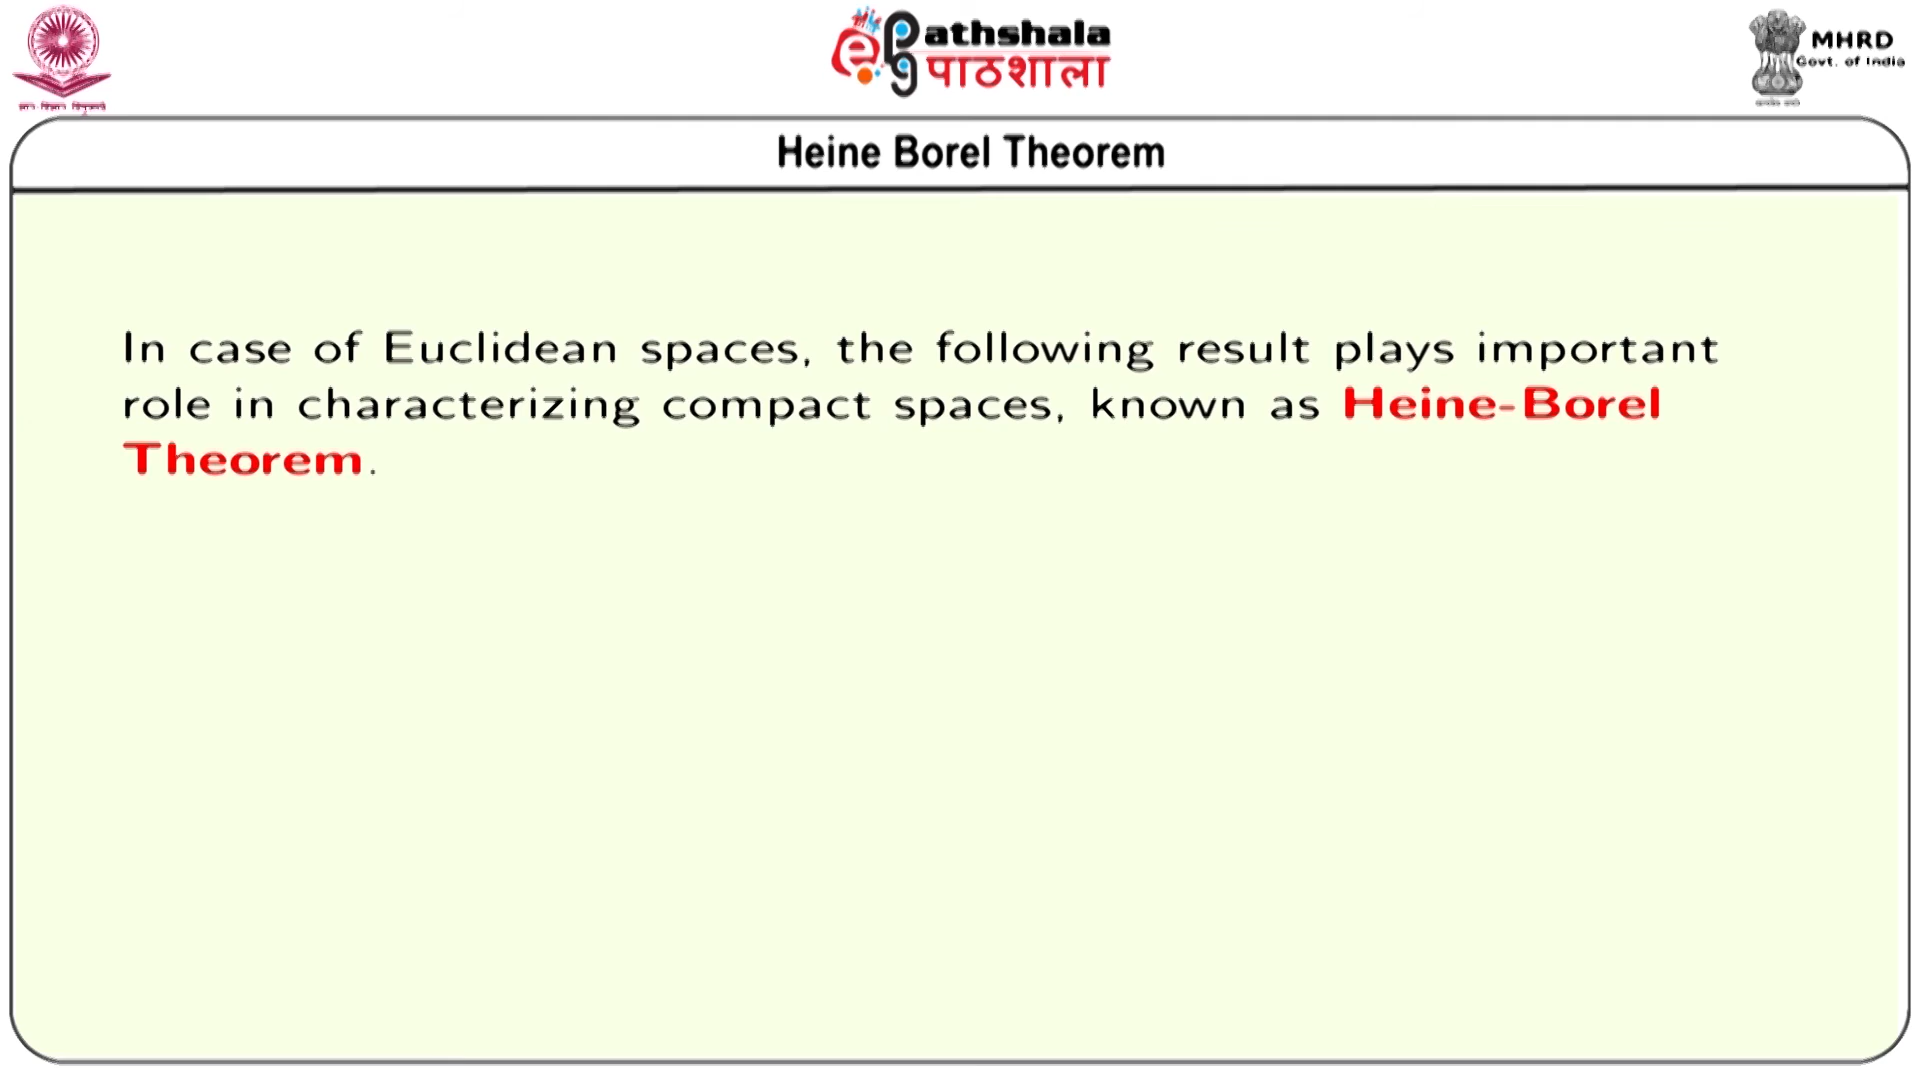 athshala
पाठशाला
MHRD
Govt. of India
Heine Borel Theorem
In case of Euclidean spaces, the following result plays important
role in characterizing compact spaces, known as Heine-Borel
Theorem.